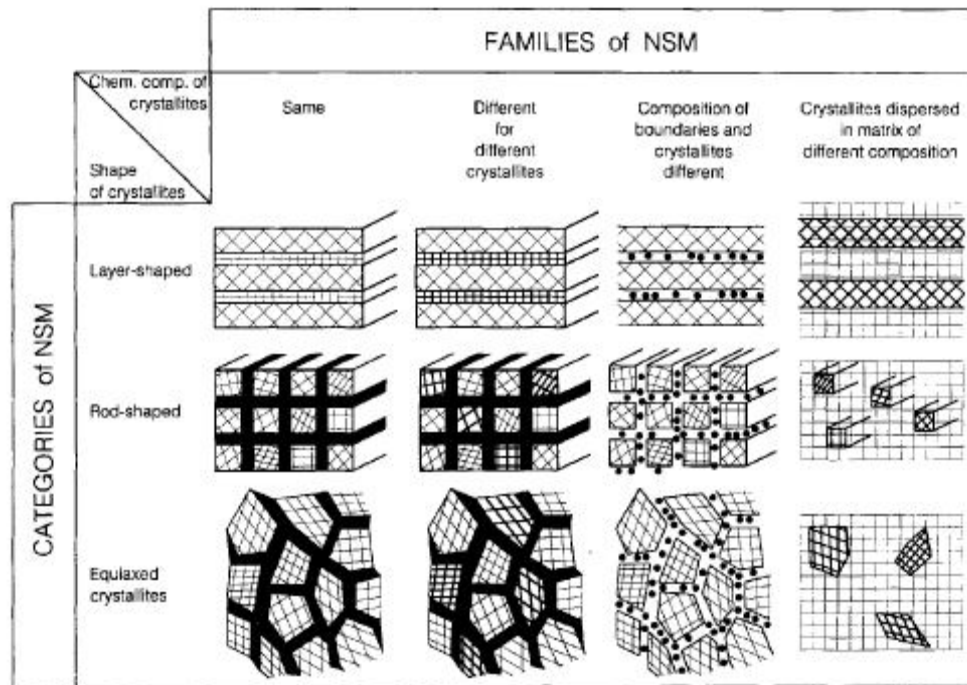 FAMILIES of NSM
Chem. comp. of
crystallites
Shape
of crystallites
Same
Different
for
different
crystallites
Composition of
boundaries and
crystallites
different
Crystallites dispersed
in matrix of
different composition
CATEGORIES of NSM
Layer-shaped
Rod-shaped
Equiaxed
crystallites